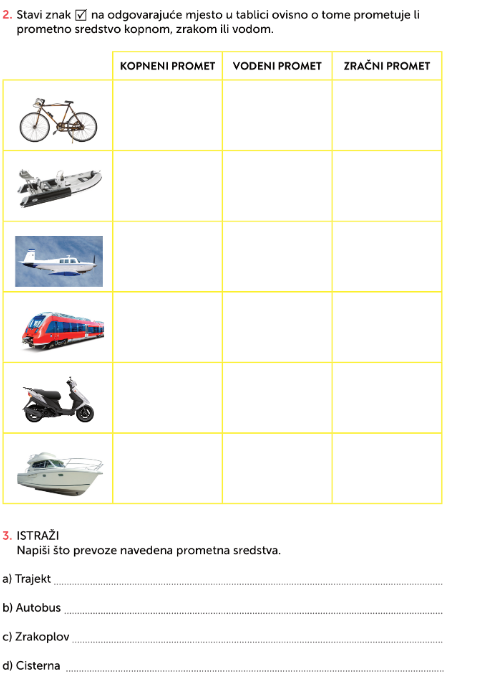 2. Stavi znak ☑ na odgovarajuće mjesto u tablici ovisno o tome prometuje li
prometno sredstvo kopnom, zrakom ili vodom.
KOPNENI PROMET VODENI PROMET ZRAČNI PROMET
3. ISTRAŽI
Napiši što prevoze navedena prometna sredstva.
a) Trajekt
b) Autobus
c) Zrakoplov
d) Cisterna